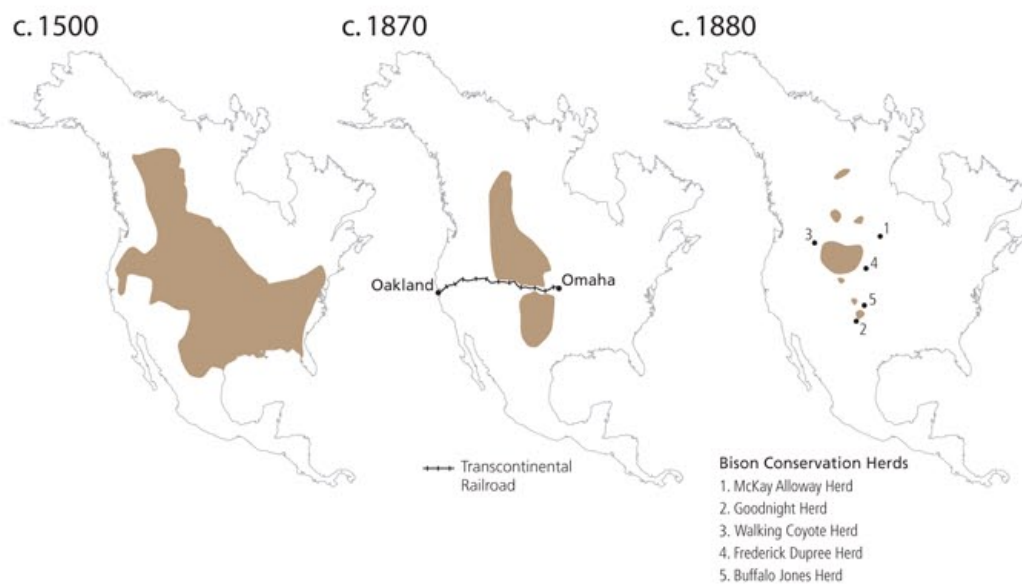 c. 1500
c. 1870
c. 1880
Oakland
Omaha
Transcontinental
Railroad
3
1
4
5
2
Bison Conservation Herds
1. McKay Alloway Herd
2. Goodnight Herd
3. Walking Coyote Herd
4. Frederick Dupree Herd
5. Buffalo Jones Herd